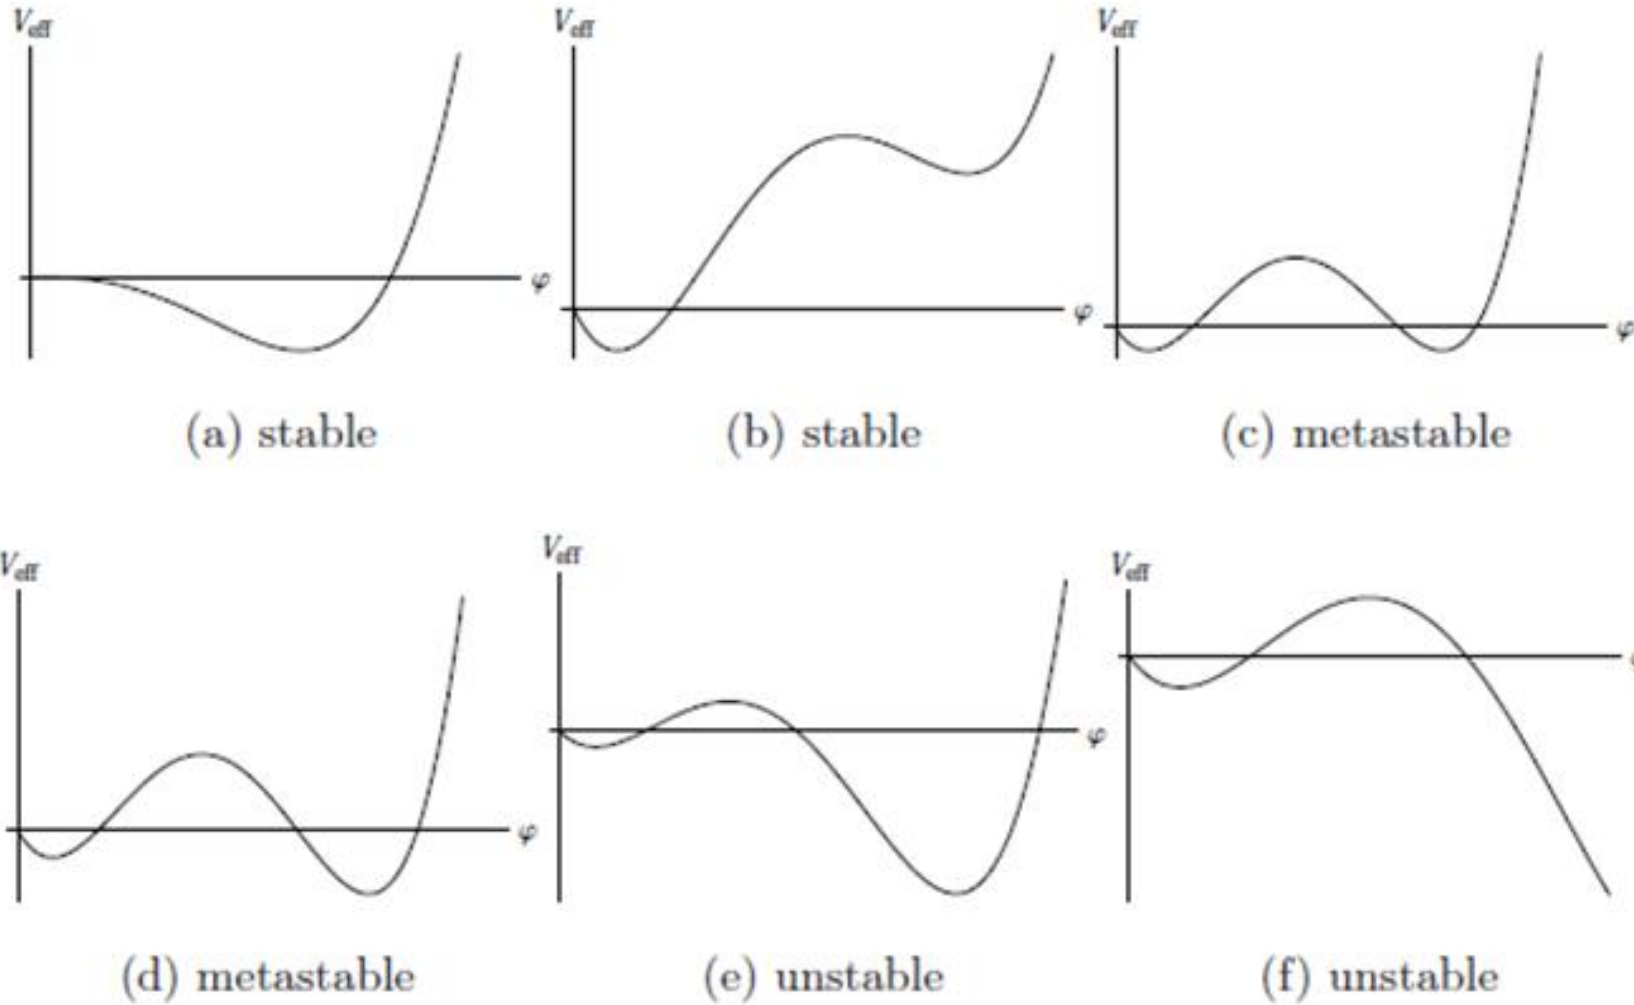 V_eff V_eff V_eff
φ φ φ
(a) stable (b) stable (c) metastable
V_eff V_eff V_eff
φ φ
(d) metastable (e) unstable (f) unstable